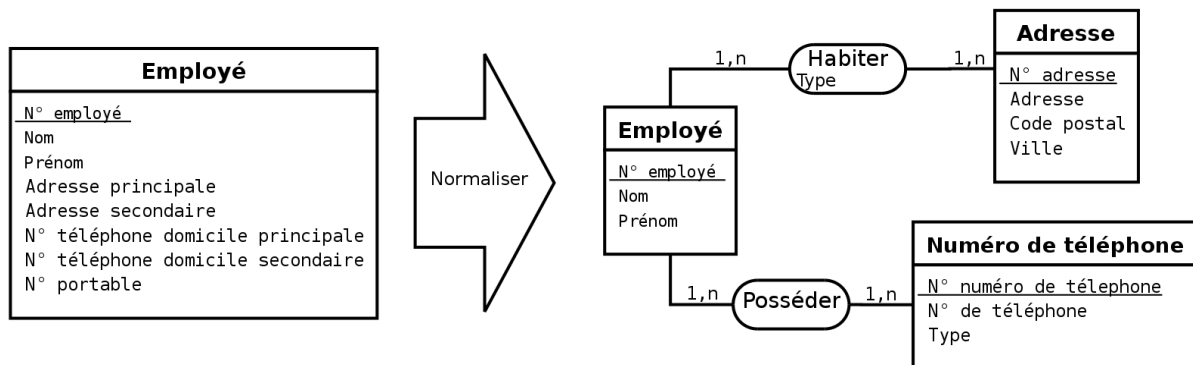 Employé
N° employé
Nom
Prénom
Adresse principale
Adresse secondaire
N° téléphone domicile principale
N° téléphone domicile secondaire
N° portable
Normaliser
Employé
N° employé
Nom
Prénom
1,n
Habiter
Type
1,n
Adresse
N° adresse
Adresse
Code postal
Ville
1,n
Posséder
1,n
Numéro de téléphone
N° numéro de télephone
N° de téléphone
Type